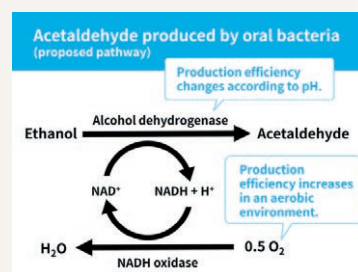 Acetaldehyde produced by oral bacteria
(proposed pathway)
Production efficiency
changes according to pH.
Alcohol dehydrogenase
Ethanol
Acetaldehyde
NAD⁺
NADH + H⁺
Production
efficiency increases
in an aerobic
environment.
H₂O
0.5 O₂
NADH oxidase